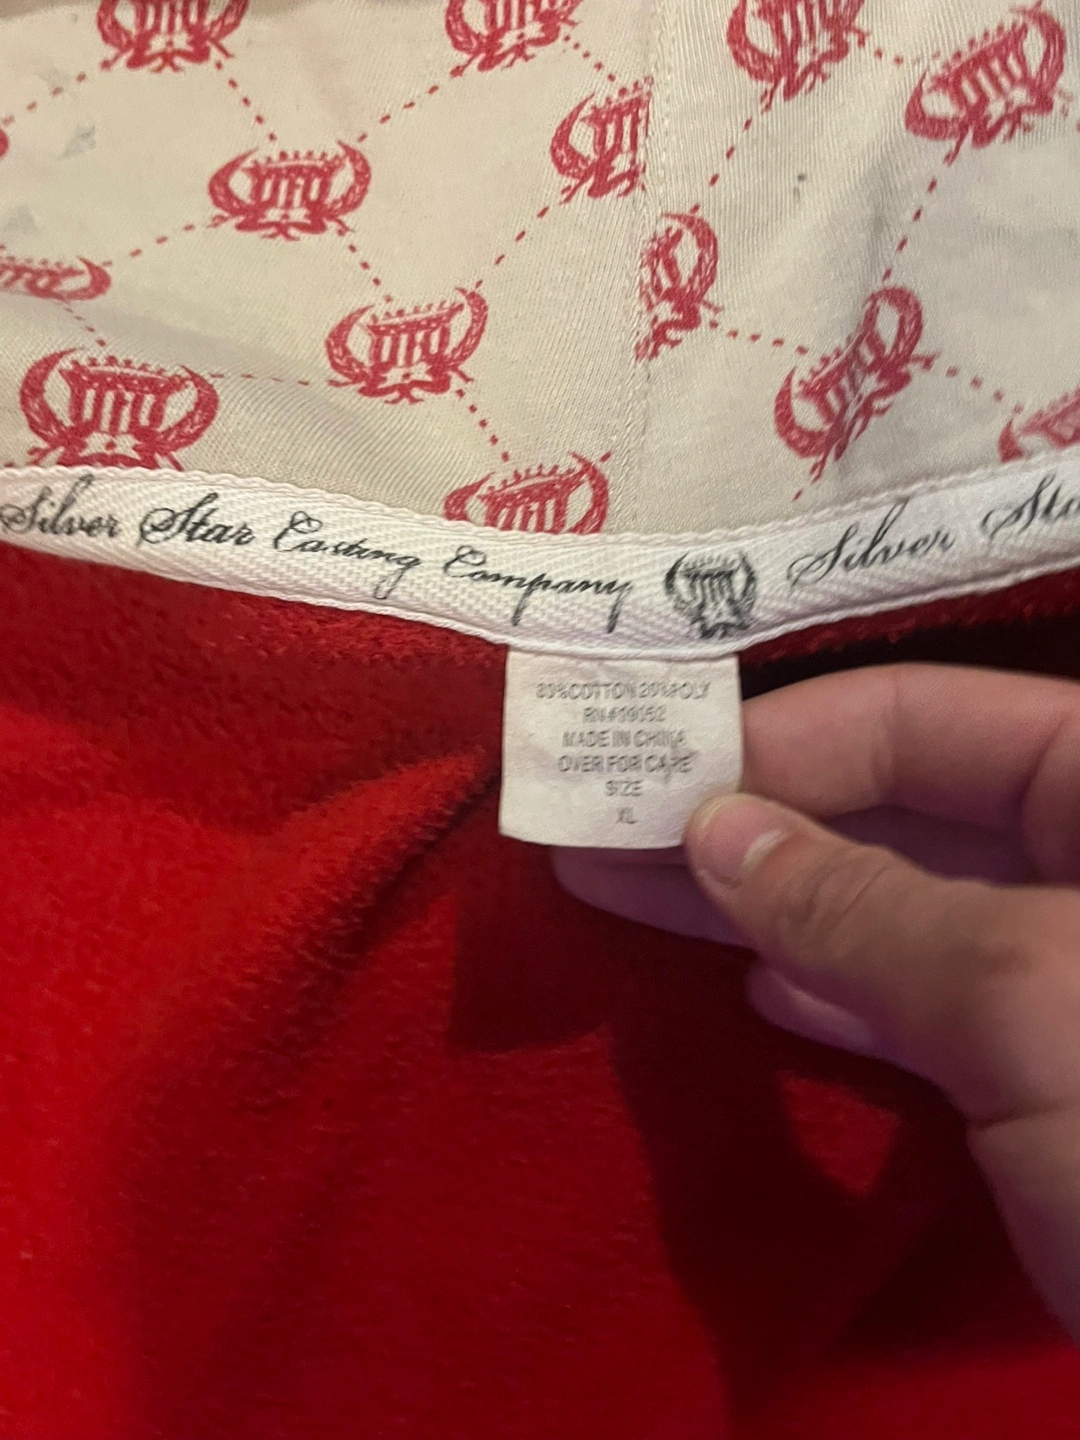 Silver Star Casting Company Silver Sta
80%COTTON 20%POLY
RN#99052
MADE IN CHINA
OVER FOR CARE
SIZE
XL